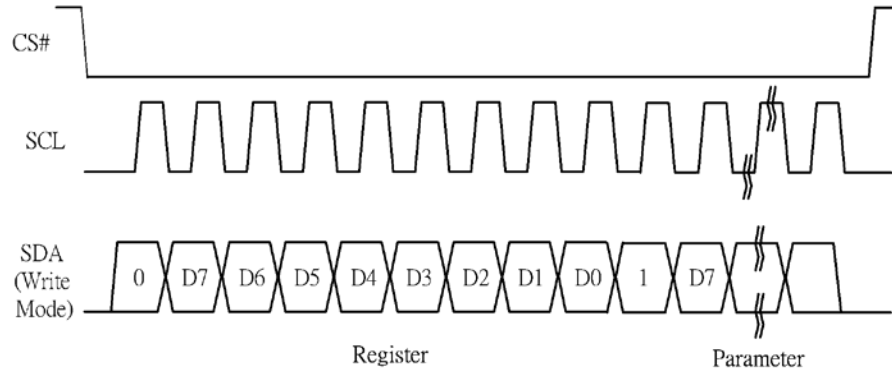 CS#
SCL
SDA
(Write
Mode)
0 D7 D6 D5 D4 D3 D2 D1 D0 1 D7
Register Parameter